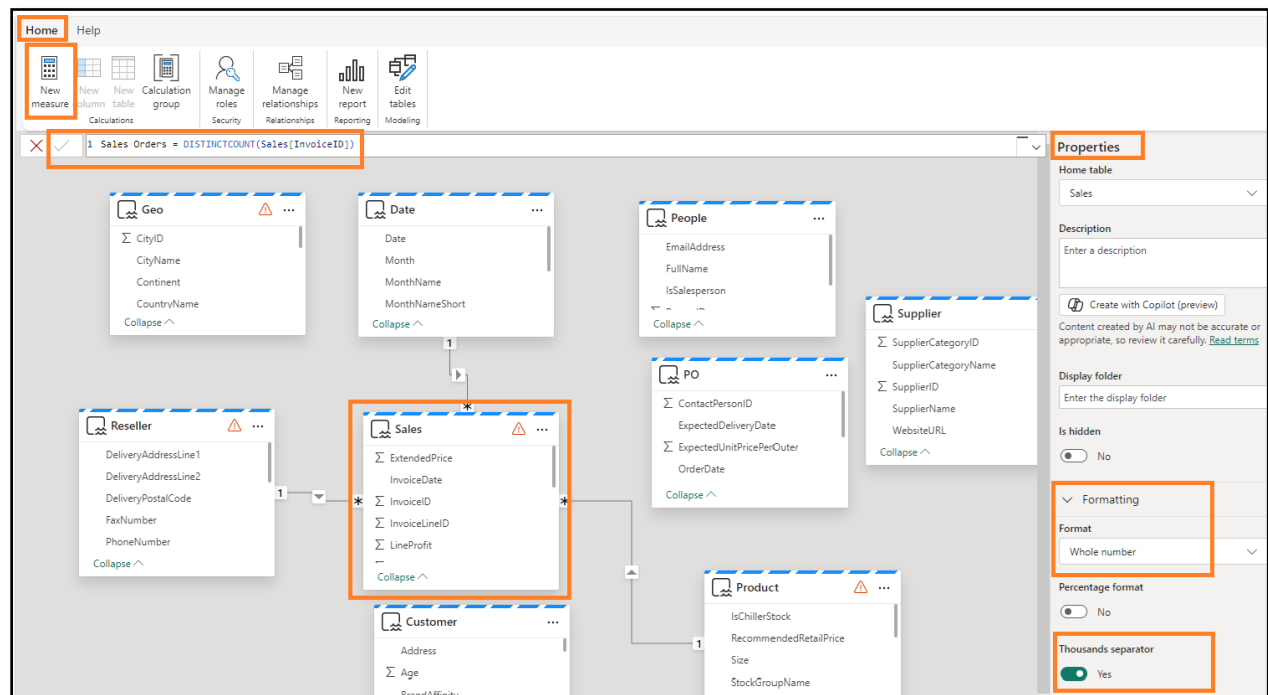 Home Help
New measure
New column
New table
Calculation group
Manage roles
Manage relationships
New report
Edit tables
Calculations
Security
Relationships
Reporting
Modeling
1 Sales Orders = DISTINCTCOUNT(Sales[InvoiceID])
Geo
CityID
CityName
Continent
CountryName
Collapse
Date
Date
Month
MonthName
MonthNameShort
Collapse
People
EmailAddress
FullName
IsSalesperson
Collapse
Supplier
SupplierCategoryID
SupplierCategoryName
SupplierID
SupplierName
WebsiteURL
Collapse
PO
ContactPersonID
ExpectedDeliveryDate
ExpectedUnitPricePerOuter
OrderDate
Collapse
1
*
Reseller
DeliveryAddressLine1
DeliveryAddressLine2
DeliveryPostalCode
FaxNumber
PhoneNumber
Collapse
1
*
Sales
ExtendedPrice
InvoiceDate
InvoiceID
InvoiceLineID
LineProfit
Collapse
*
Customer
Address
Age
BrandAffinity
1
Product
IsChillerStock
RecommendedRetailPrice
Size
StockGroupName
Properties
Home table
Sales
Description
Enter a description
Create with Copilot (preview)
Content created by AI may not be accurate or
appropriate, so review it carefully. Read terms
Display folder
Enter the display folder
Is hidden
No
Formatting
Format
Whole number
Percentage format
No
Thousands separator
Yes